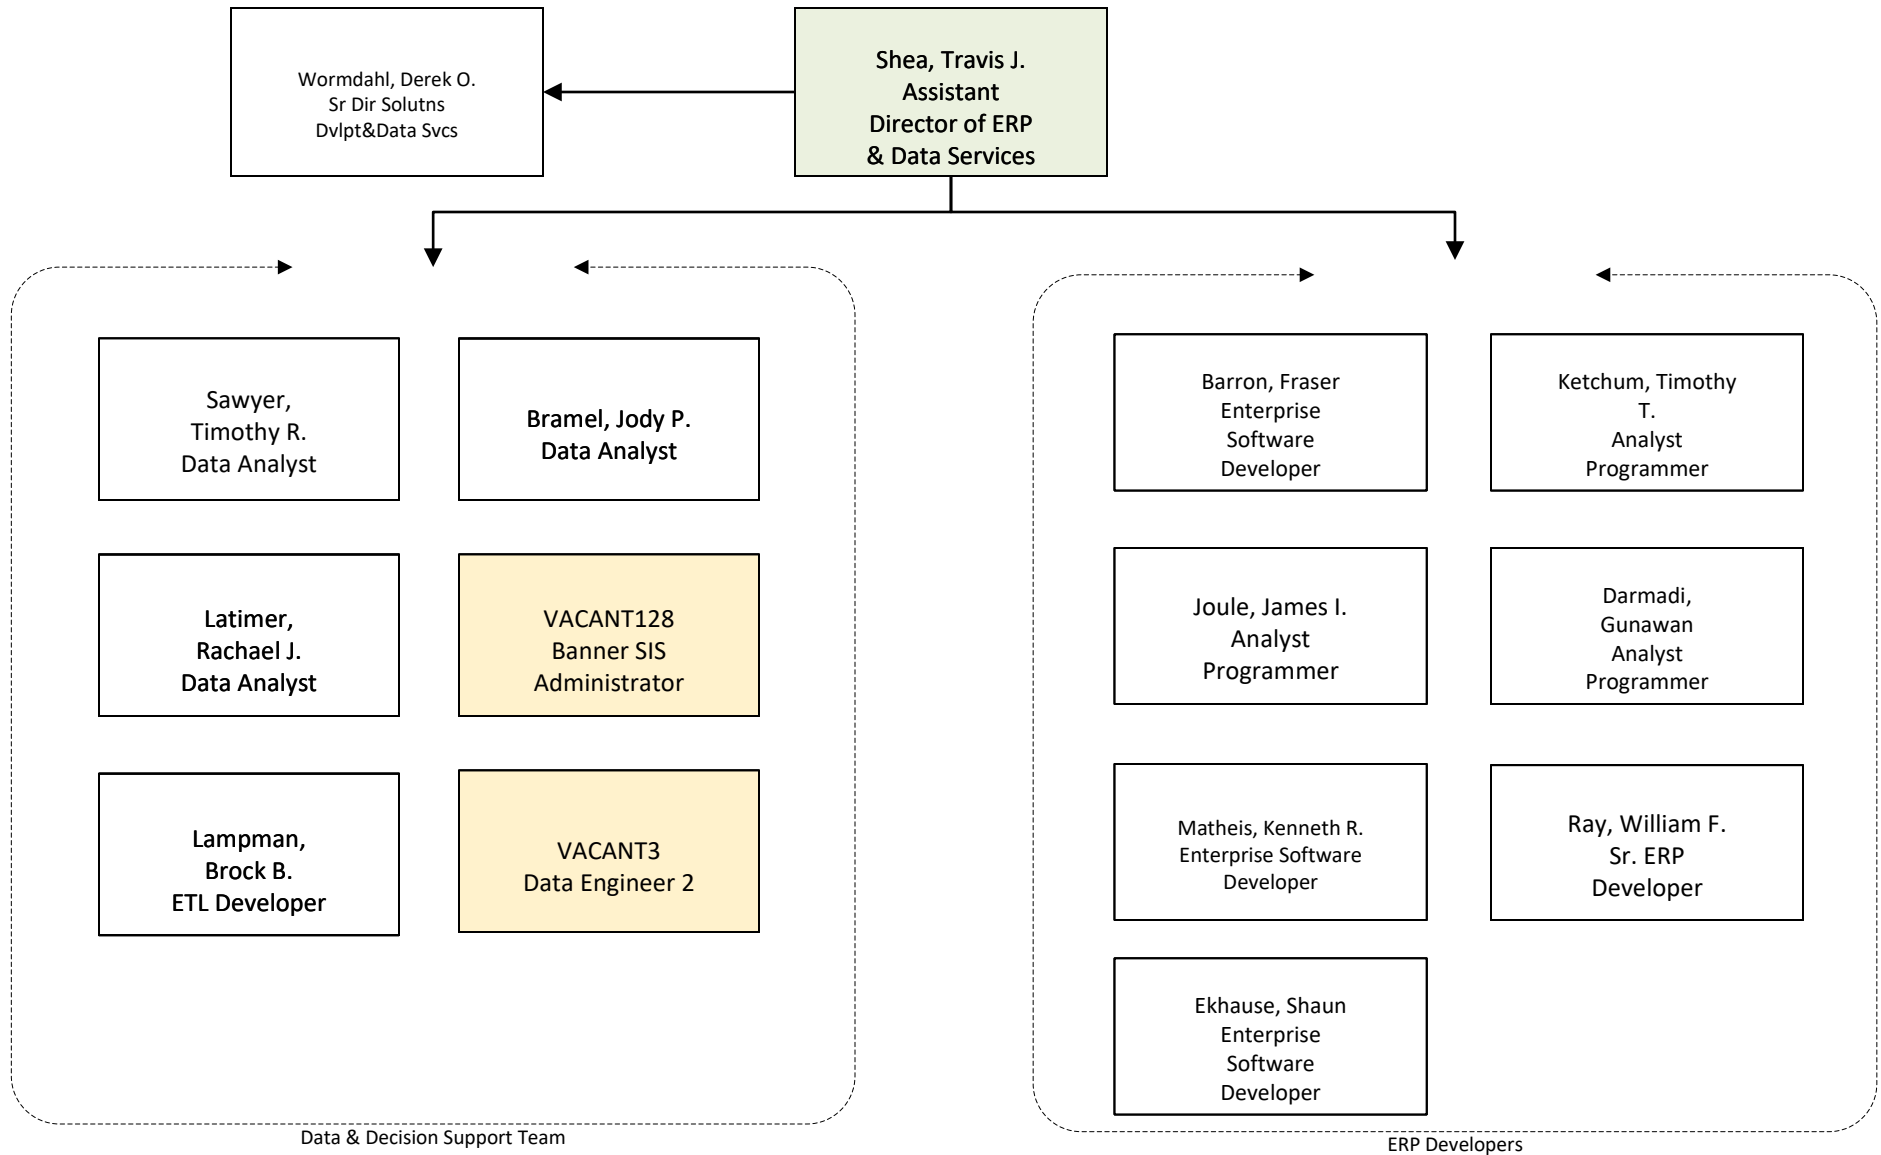 Wormdahl, Derek O.
Sr Dir Solutns
Dvlpt&Data Svcs
Shea, Travis J.
Assistant
Director of ERP
& Data Services
Sawyer,
Timothy R.
Data Analyst
Bramel, Jody P.
Data Analyst
Latimer,
Rachael J.
Data Analyst
VACANT128
Banner SIS
Administrator
Lampman,
Brock B.
ETL Developer
VACANT3
Data Engineer 2
Data & Decision Support Team
Barron, Fraser
Enterprise
Software
Developer
Ketchum, Timothy
T.
Analyst
Programmer
Joule, James I.
Analyst
Programmer
Darmadi,
Gunawan
Analyst
Programmer
Matheis, Kenneth R.
Enterprise Software
Developer
Ray, William F.
Sr. ERP
Developer
Ekhause, Shaun
Enterprise
Software
Developer
ERP Developers